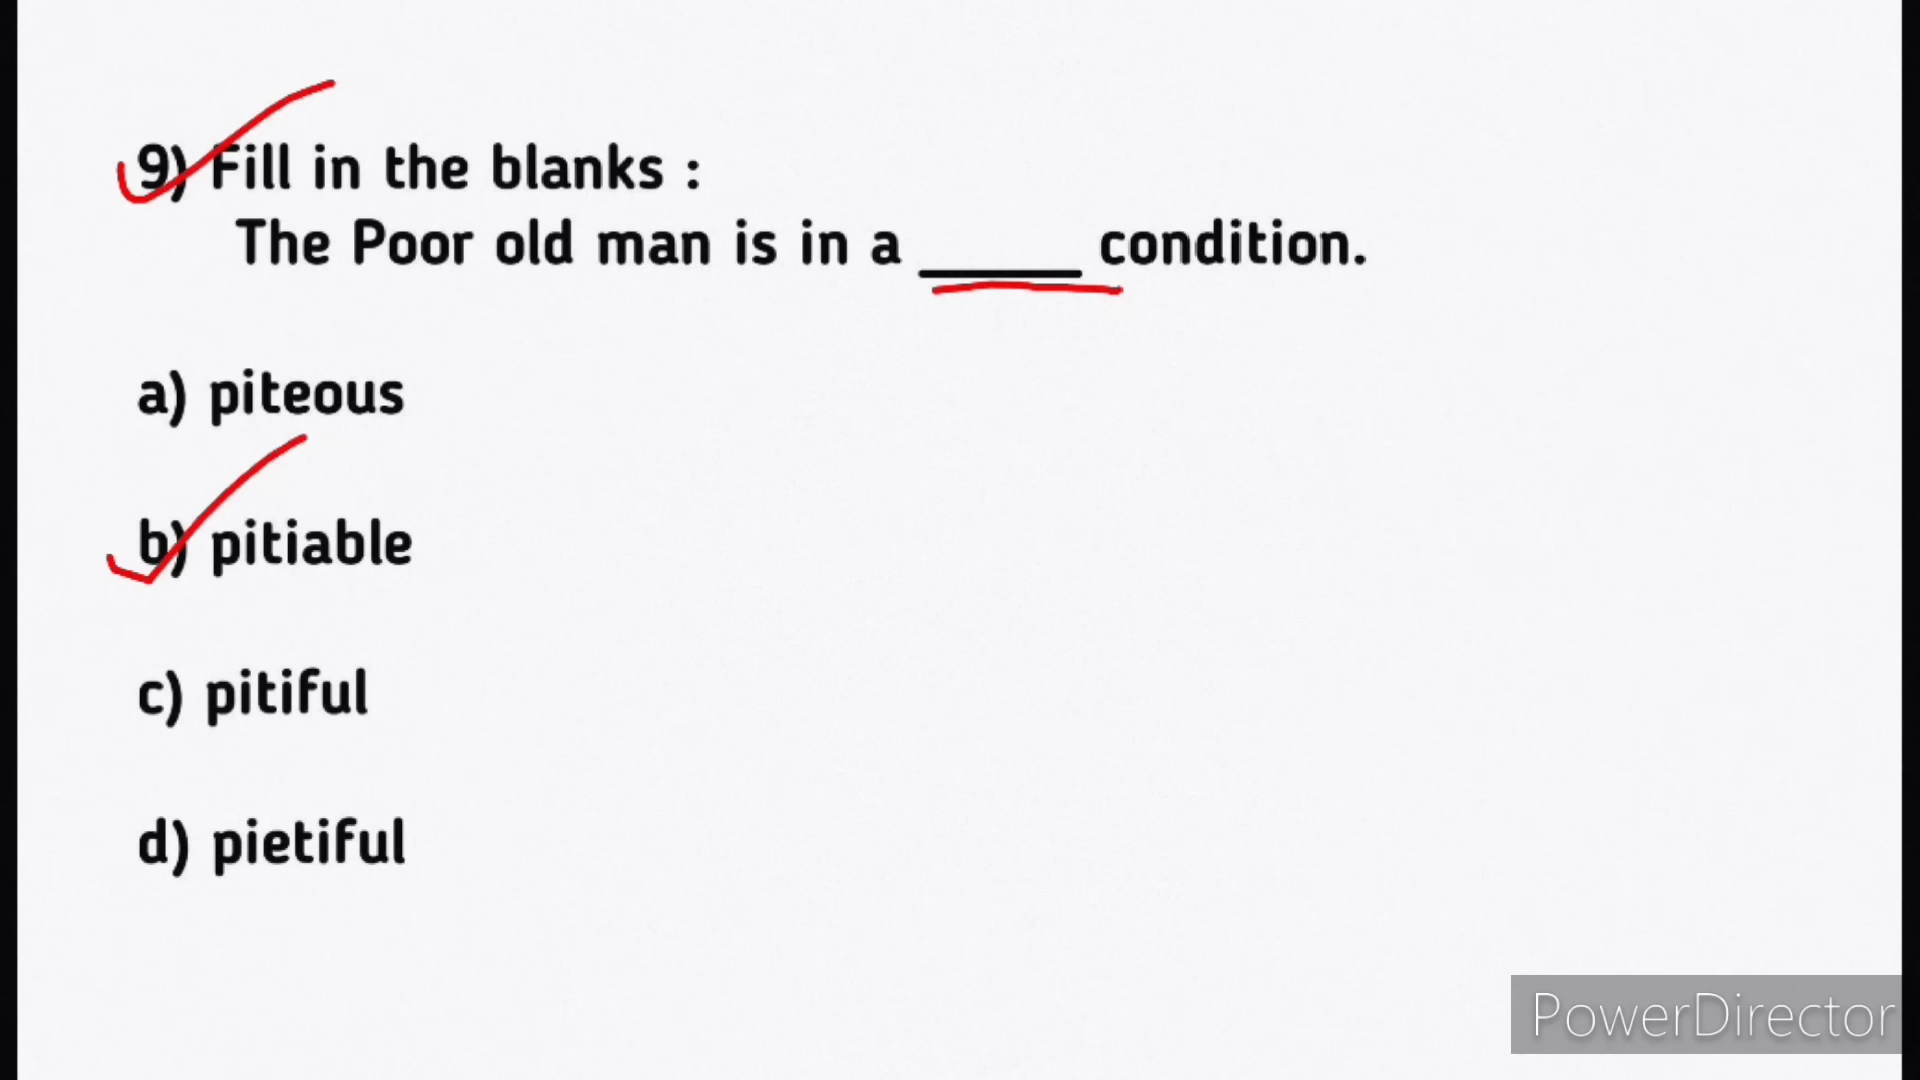 9) Fill in the blanks :
The Poor old man is in a _____ condition.
a) piteous
b) pitiable
c) pitiful
d) pietiful
PowerDirector